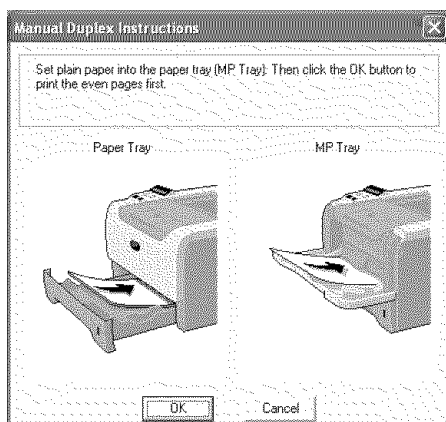 Manual Duplex Instructions
Set plain paper into the paper tray (MP Tray). Then click the OK button to
print the even pages first.
Paper Tray
MP Tray
OK
Cancel